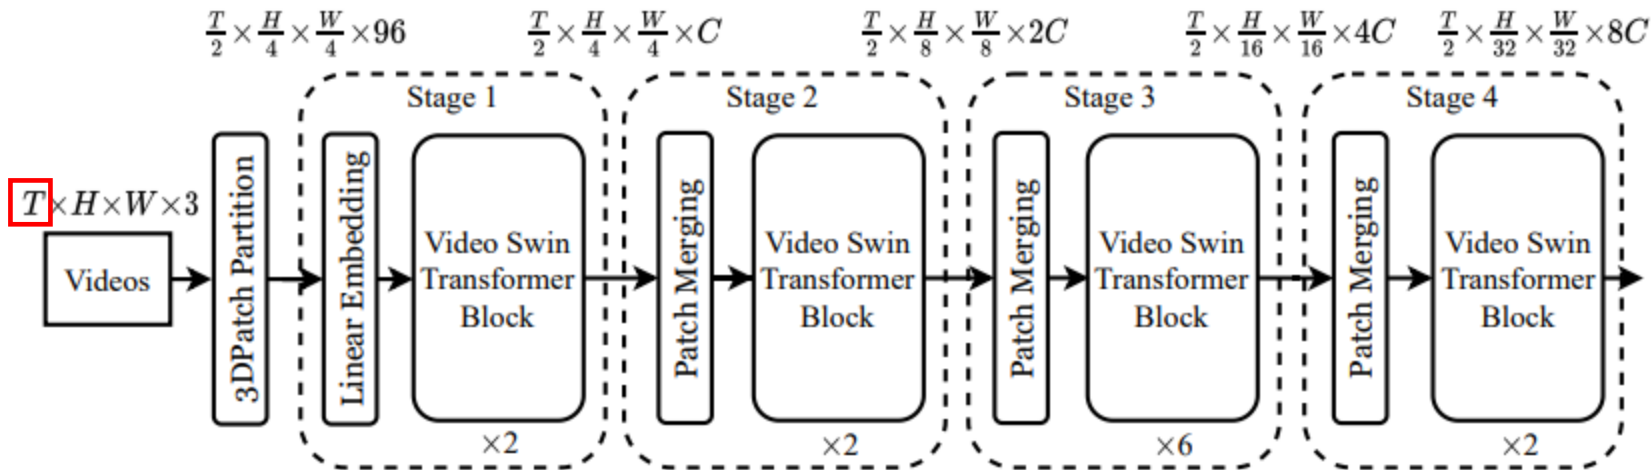 T/2 × H/4 × W/4 × 96
T/2 × H/4 × W/4 × C
T/2 × H/8 × W/8 × 2C
T/2 × H/16 × W/16 × 4C
T/2 × H/32 × W/32 × 8C
T×H×W×3
Videos
3DPatch Partition
Stage 1
Linear Embedding
Video Swin
Transformer
Block
×2
Stage 2
Patch Merging
Video Swin
Transformer
Block
×2
Stage 3
Patch Merging
Video Swin
Transformer
Block
×6
Stage 4
Patch Merging
Video Swin
Transformer
Block
×2